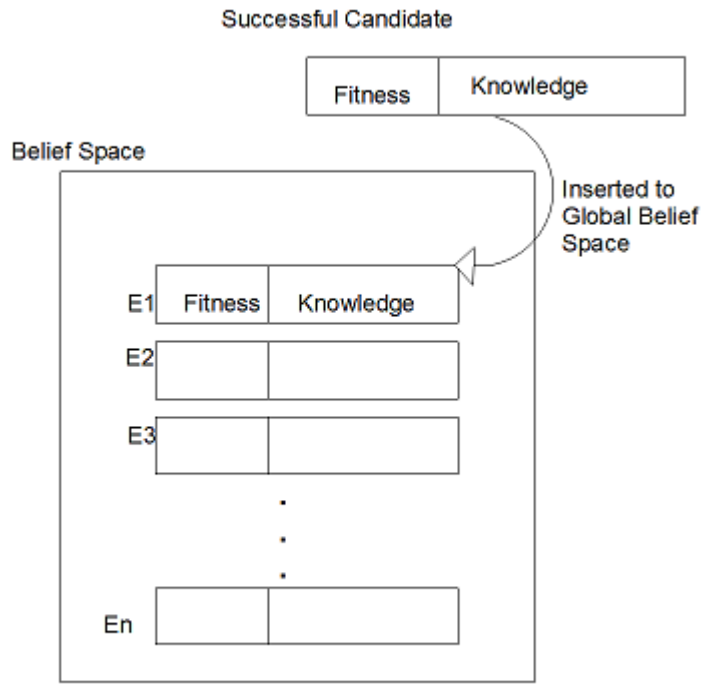 Successful Candidate
Fitness Knowledge
Belief Space
Inserted to
Global Belief
Space
E1 Fitness Knowledge
E2
E3
En